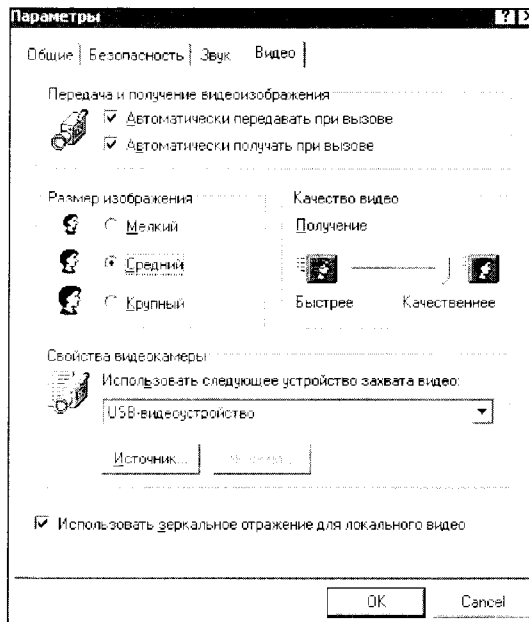 Параметры
Общие Безопасность Звук Видео
Передача и получение видеоизображения
Автоматически передавать при вызове
Автоматически получать при вызове
Размер изображения
Мелкий
Средний
Крупный
Качество видео
Получение
Быстрее Качественнее
Свойства видеокамеры
Использовать следующее устройство захвата видео:
USB-видеоустройство
Источник...
Использовать зеркальное отражение для локального видео
OK Cancel